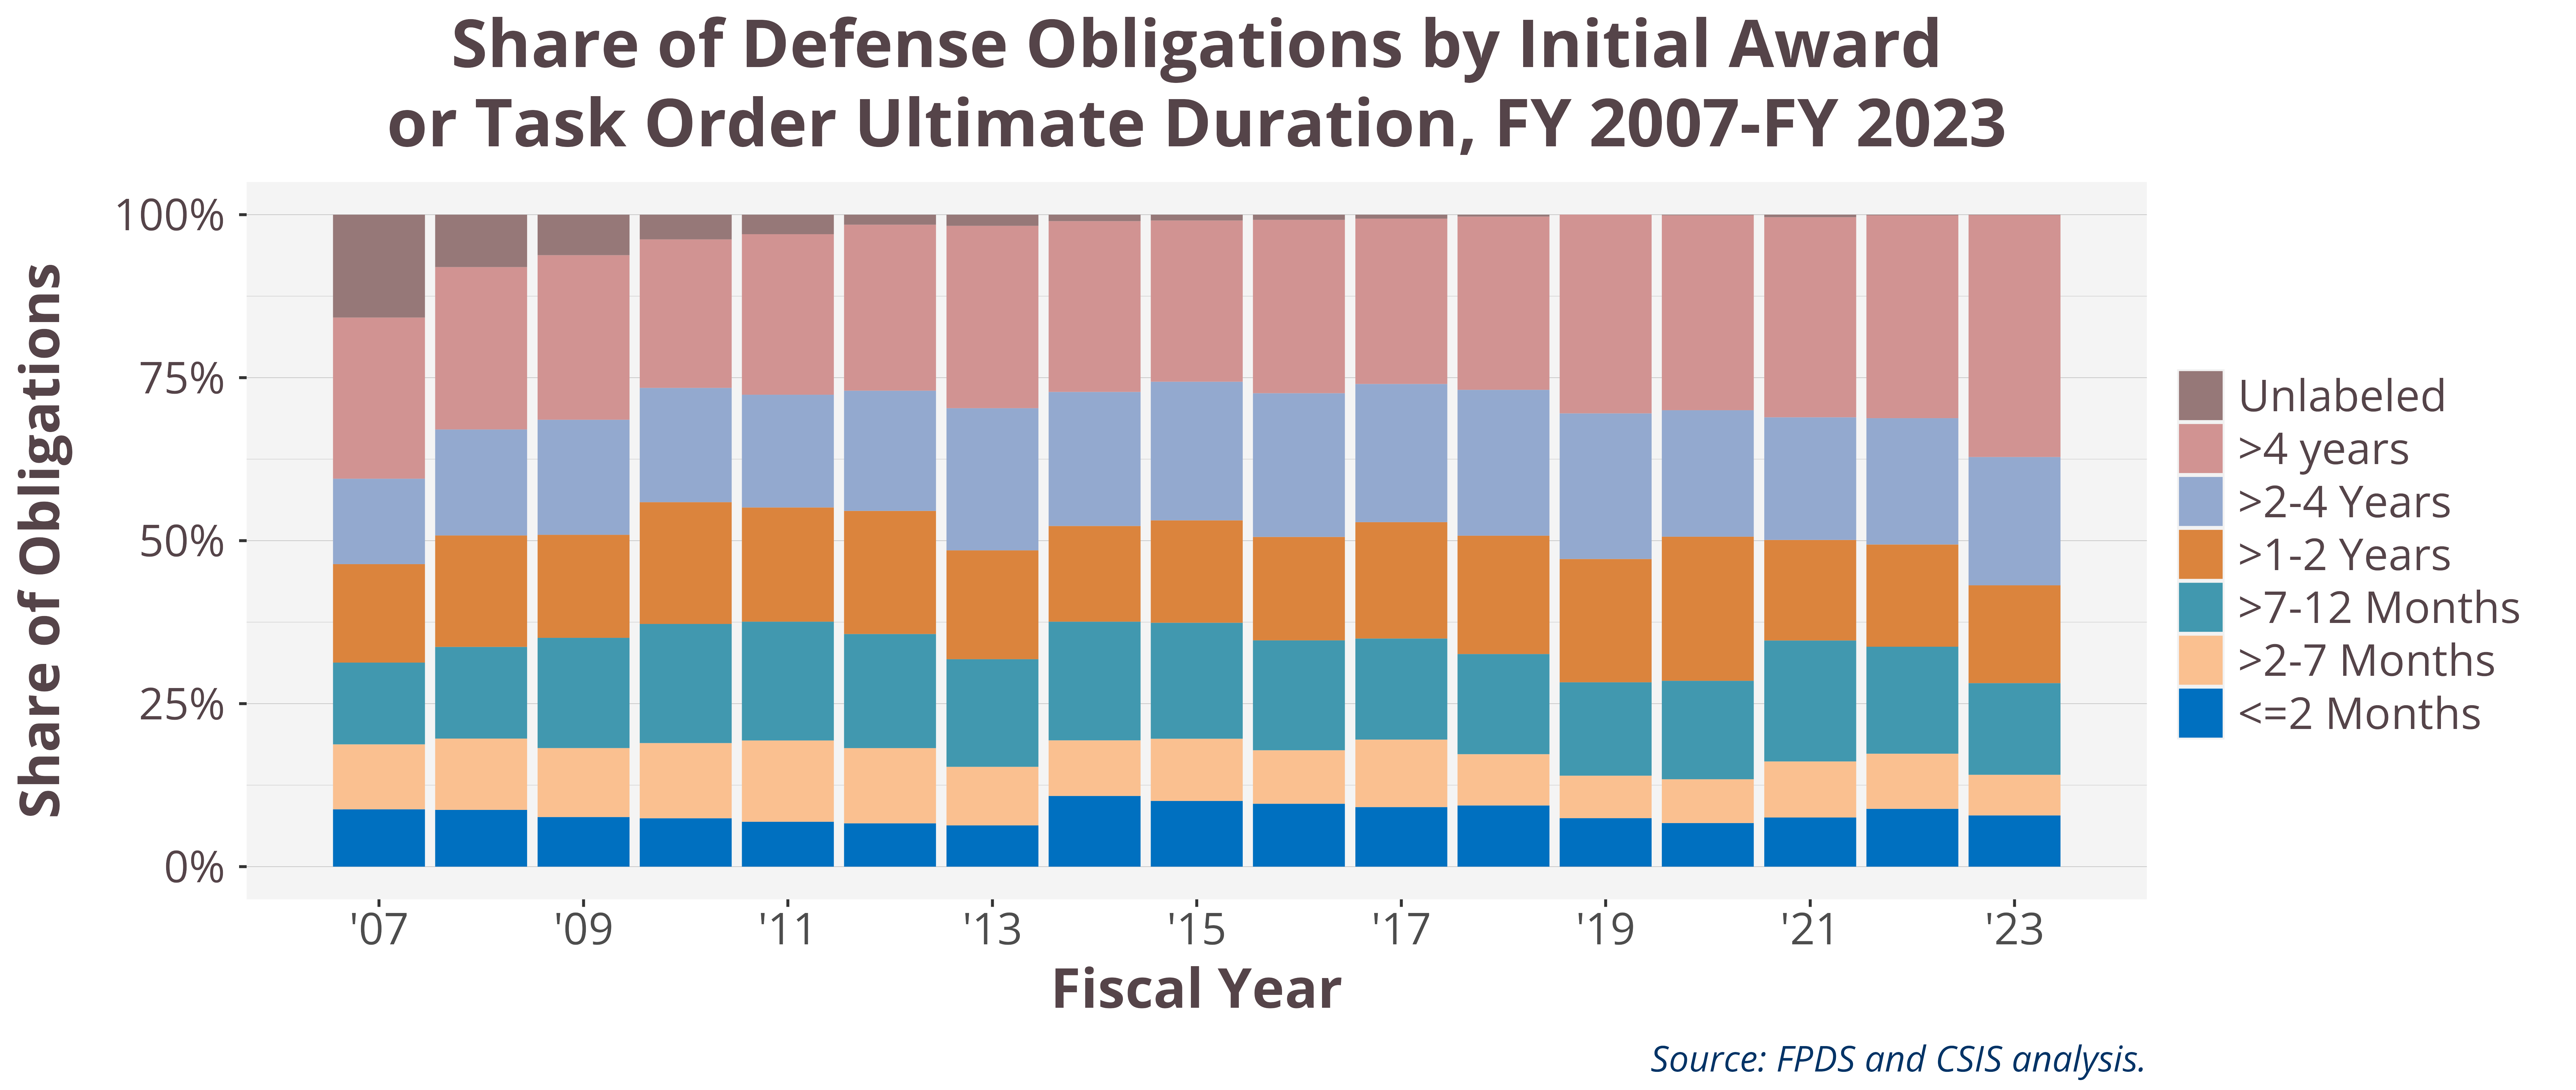 Share of Defense Obligations by Initial Award
or Task Order Ultimate Duration, FY 2007-FY 2023
Share of Obligations
100%
75%
50%
25%
0%
'07
'09
'11
'13
'15
'17
'19
'21
'23
Fiscal Year
Unlabeled
>4 years
>2-4 Years
>1-2 Years
>7-12 Months
>2-7 Months
<=2 Months
Source: FPDS and CSIS analysis.